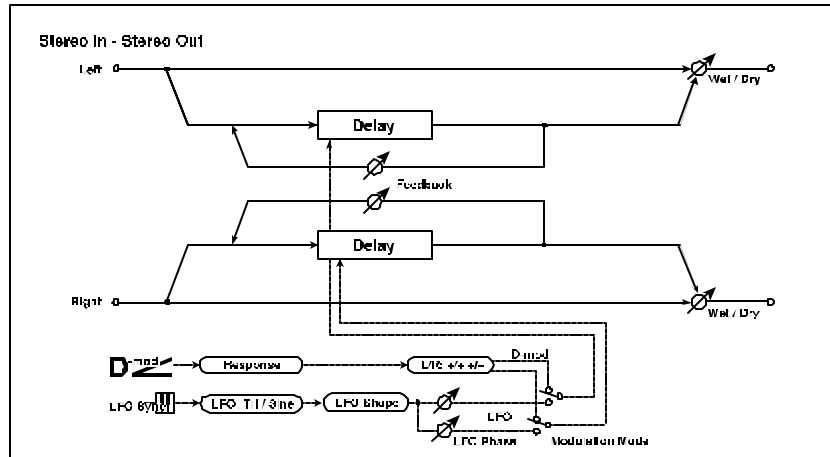 Stereo In - Stereo Out
Left
Wet / Dry
Delay
Feedback
Delay
Right
Wet / Dry
D-mod
Response
L/R: +/+ +/–
D-mod
LFO Sync
LFO: Tri / Sine
LFO Shape
LFO
LFO Phase
Modulation Mode